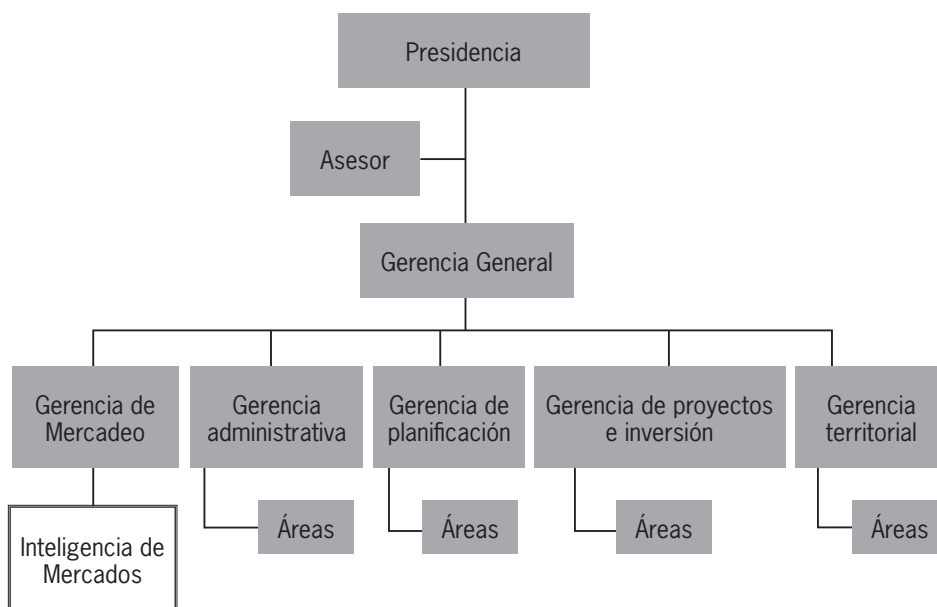 Presidencia
Asesor
Gerencia General
Gerencia de
Mercadeo
Gerencia
administrativa
Gerencia de
planificación
Gerencia de proyectos
e inversión
Gerencia
territorial
Inteligencia de
Mercados
Áreas
Áreas
Áreas
Áreas